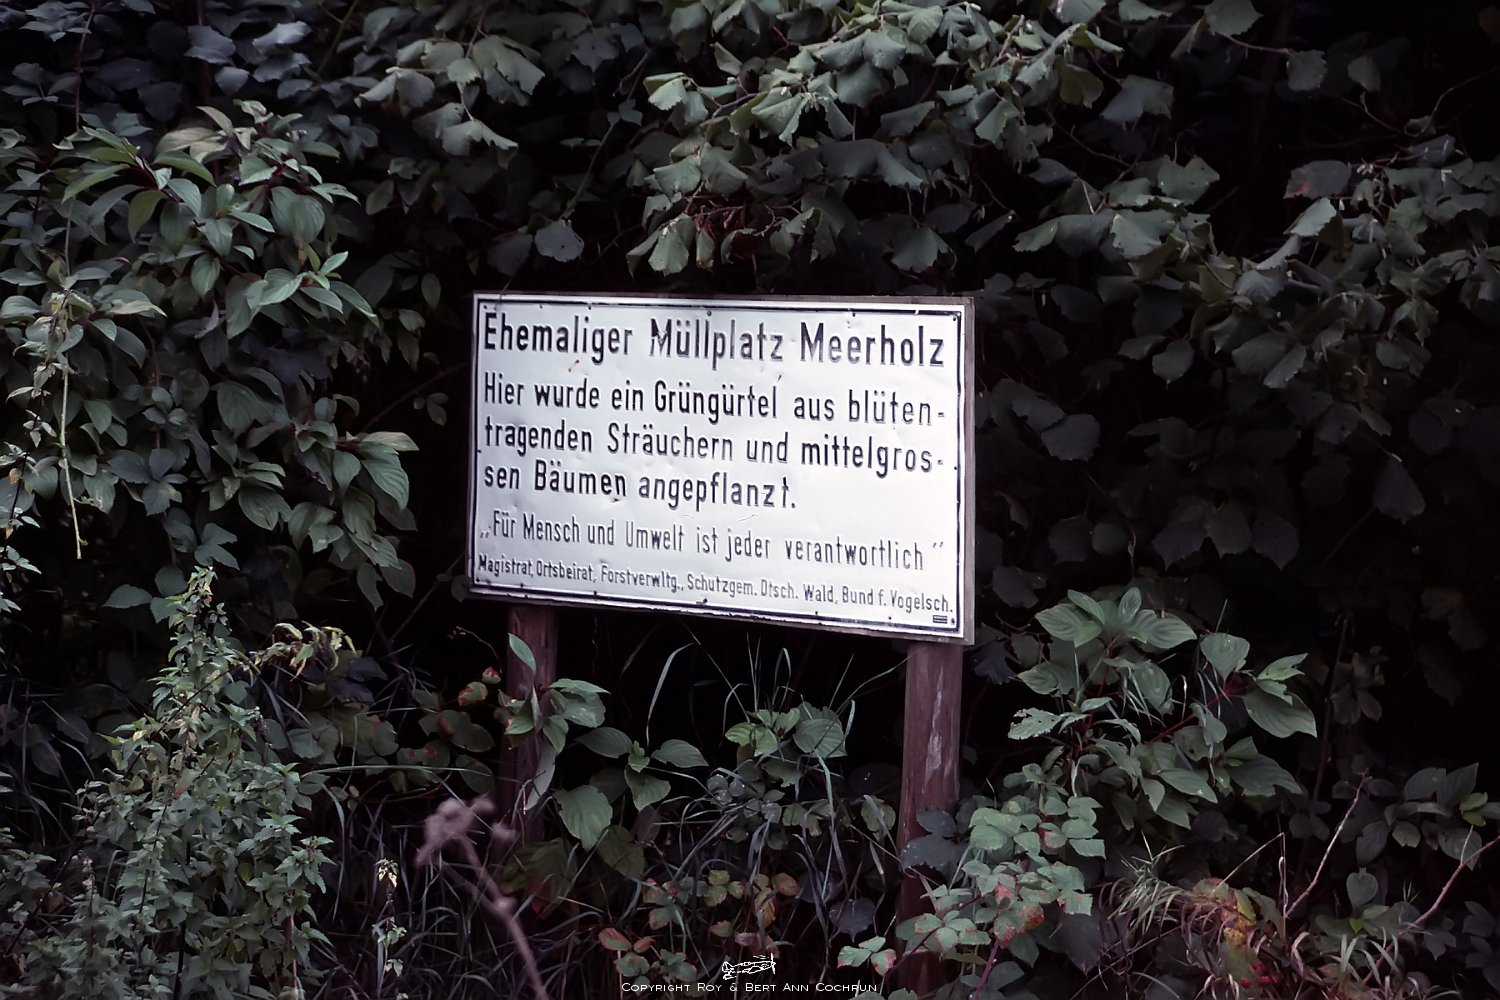 Ehemaliger Müllplatz Meerholz
Hier wurde ein Grüngürtel aus blüten-
tragenden Sträuchern und mittelgros-
sen Bäumen angepflanzt.
„Für Mensch und Umwelt ist jeder verantwortlich"
Magistrat, Ortsbeirat, Forstverwltg., Schutzgem. Dtsch. Wald, Bund f. Vogelsch.
Copyright Roy & Bert Ann Cochrun